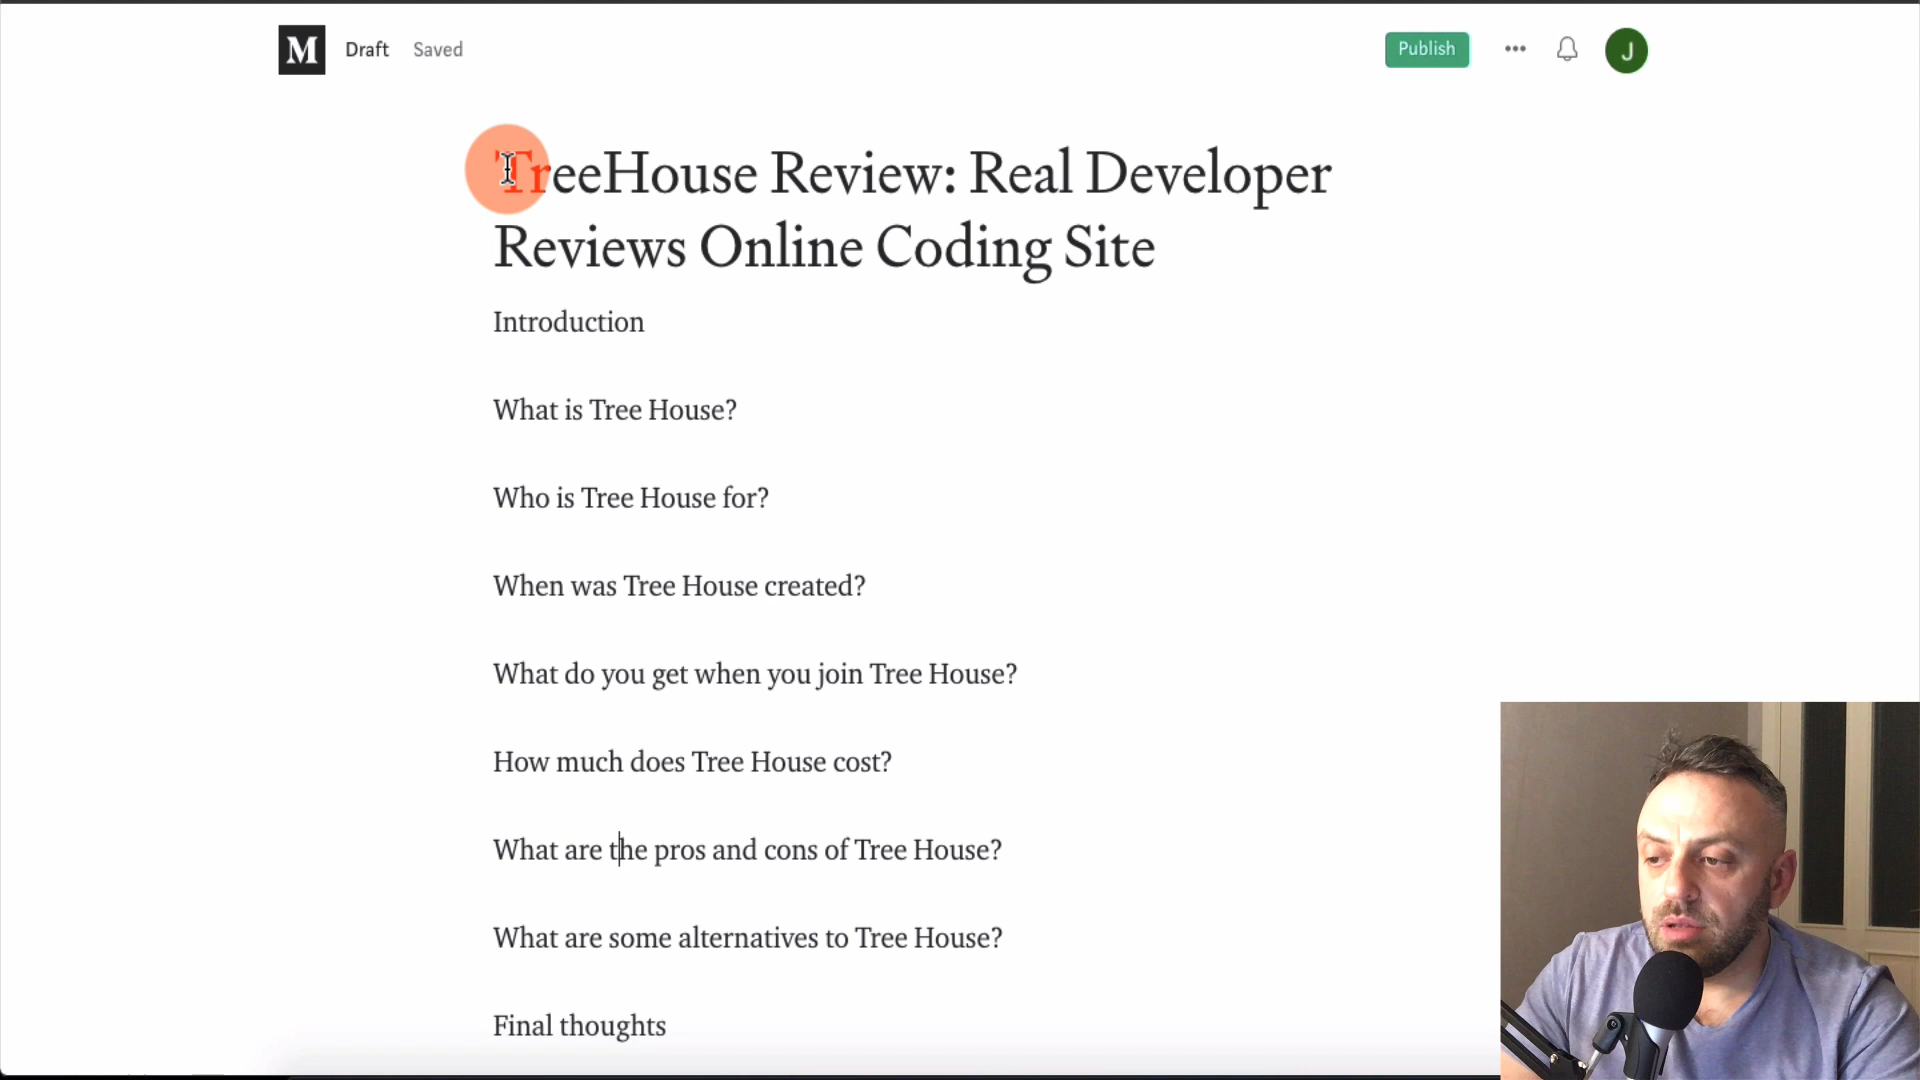 M Draft Saved Publish J
TreeHouse Review: Real Developer
Reviews Online Coding Site
Introduction
What is Tree House?
Who is Tree House for?
When was Tree House created?
What do you get when you join Tree House?
How much does Tree House cost?
What are the pros and cons of Tree House?
What are some alternatives to Tree House?
Final thoughts